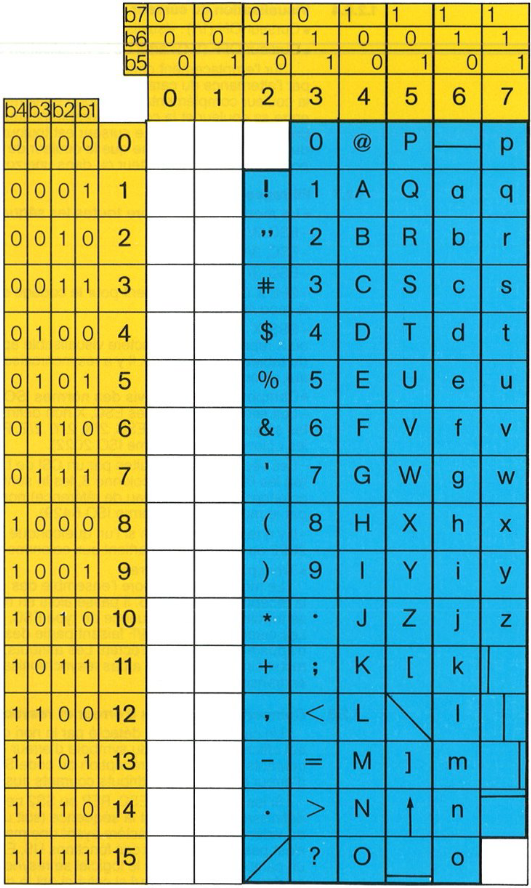 b7 0 0 0 0 1 1 1 1
b6 0 0 1 1 0 0 1 1
b5 0 1 0 1 0 1 0 1
0 1 2 3 4 5 6 7
b4 b3 b2 b1
0 0 0 0 0 0 @ P — p
0 0 0 1 1 ! 1 A Q a q
0 0 1 0 2 " 2 B R b r
0 0 1 1 3 # 3 C S c s
0 1 0 0 4 $ 4 D T d t
0 1 0 1 5 % 5 E U e u
0 1 1 0 6 & 6 F V f v
0 1 1 1 7 ' 7 G W g w
1 0 0 0 8 ( 8 H X h x
1 0 0 1 9 ) 9 I Y i y
1 0 1 0 10 * · J Z j z
1 0 1 1 11 + ; K [ k |
1 1 0 0 12 , < L \ l |
1 1 0 1 13 - = M ] m |
1 1 1 0 14 . > N ↑ n —
1 1 1 1 15 / ? O _ o